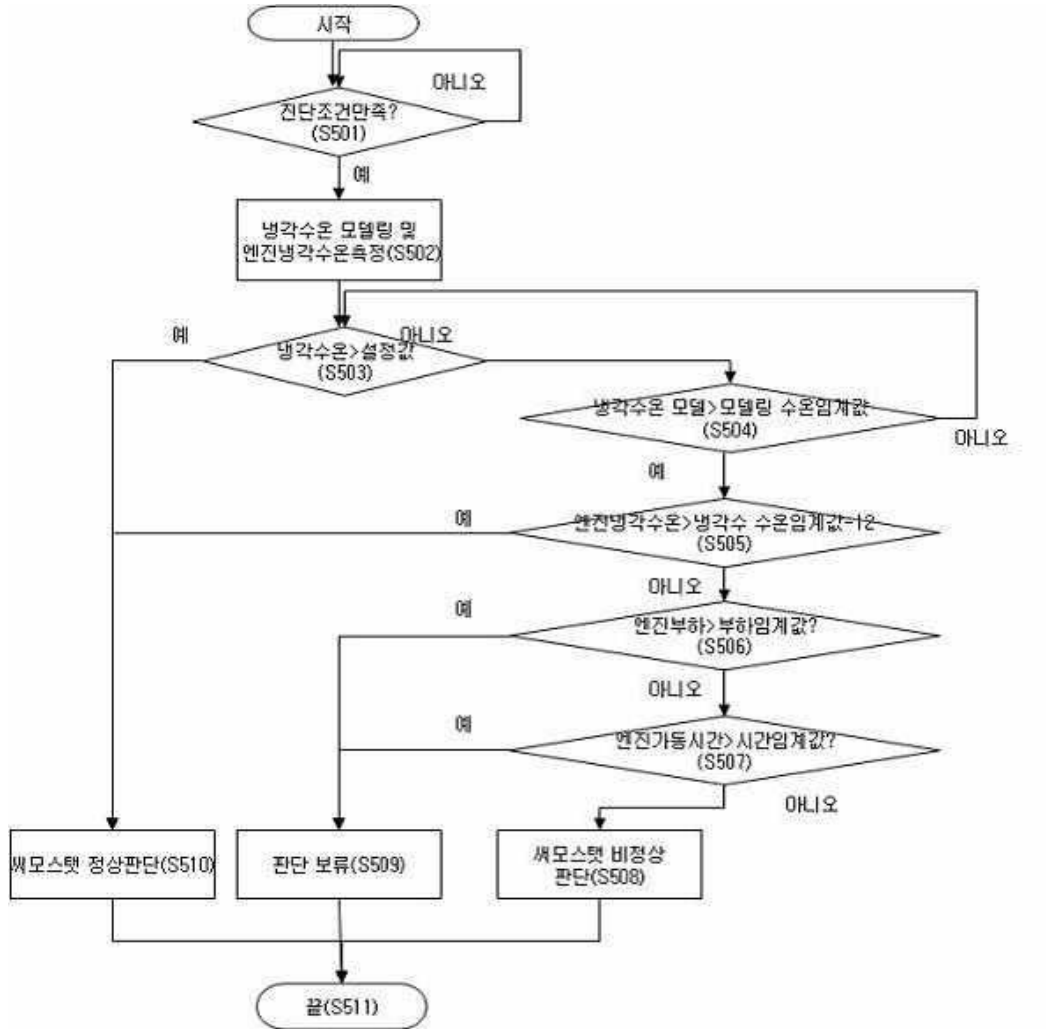 시작
아니오
진단조건만족?
(S501)
예
냉각수온 모델링 및
엔진냉각수온측정(S502)
예
아니오
냉각수온>설정값
(S503)
냉각수온 모델>모델링 수온임계값
(S504)
아니오
예
예
엔진냉각수온>냉각수 수온임계값-12
(S505)
아니오
예
엔진부하>부하임계값?
(S506)
아니오
예
엔진가동시간>시간임계값?
(S507)
아니오
써모스탯 정상판단(S510)
판단 보류(S509)
써모스탯 비정상
판단(S508)
끝(S511)